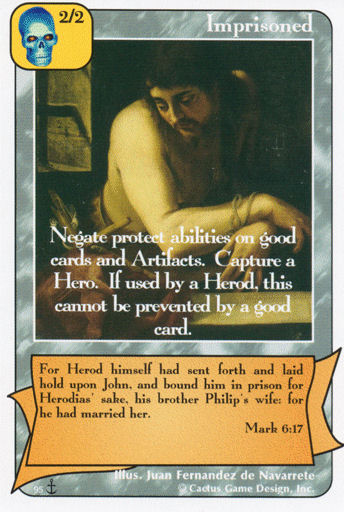 2/2
Imprisoned
Negate protect abilities on good
cards and Artifacts. Capture a
Hero. If used by a Herod, this
cannot be prevented by a good
card.
For Herod himself had sent forth and laid
hold upon John, and bound him in prison for
Herodias' sake, his brother Philip's wife: for
he had married her.
Mark 6:17
Illus. Juan Fernandez de Navarrete
95 © Cactus Game Design, Inc.